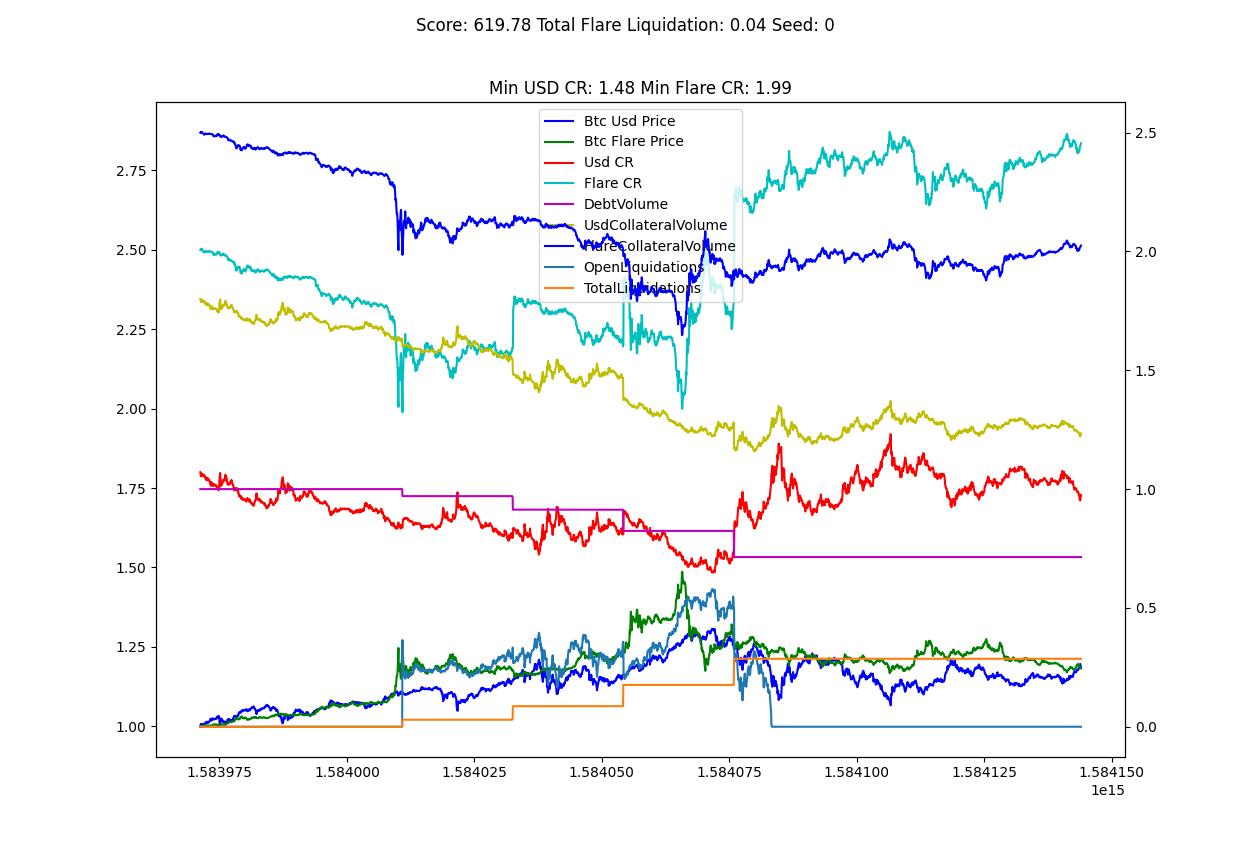 Score: 619.78 Total Flare Liquidation: 0.04 Seed: 0
Min USD CR: 1.48 Min Flare CR: 1.99
Btc Usd Price
Btc Flare Price
Usd CR
Flare CR
DebtVolume
UsdCollateralVolume
FlareCollateralVolume
OpenLiquidations
TotalLiquidations
2.75
2.50
2.25
2.00
1.75
1.50
1.25
1.00
2.5
2.0
1.5
1.0
0.5
0.0
1.583975 1.584000 1.584025 1.584050 1.584075 1.584100 1.584125 1.584150
1e15